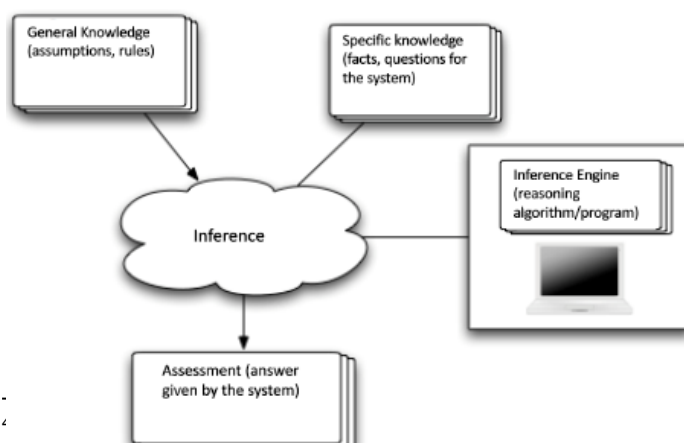 General Knowledge
(assumptions, rules)
Specific knowledge
(facts, questions for
the system)
Inference Engine
(reasoning
algorithm/program)
Inference
Assessment (answer
given by the system)